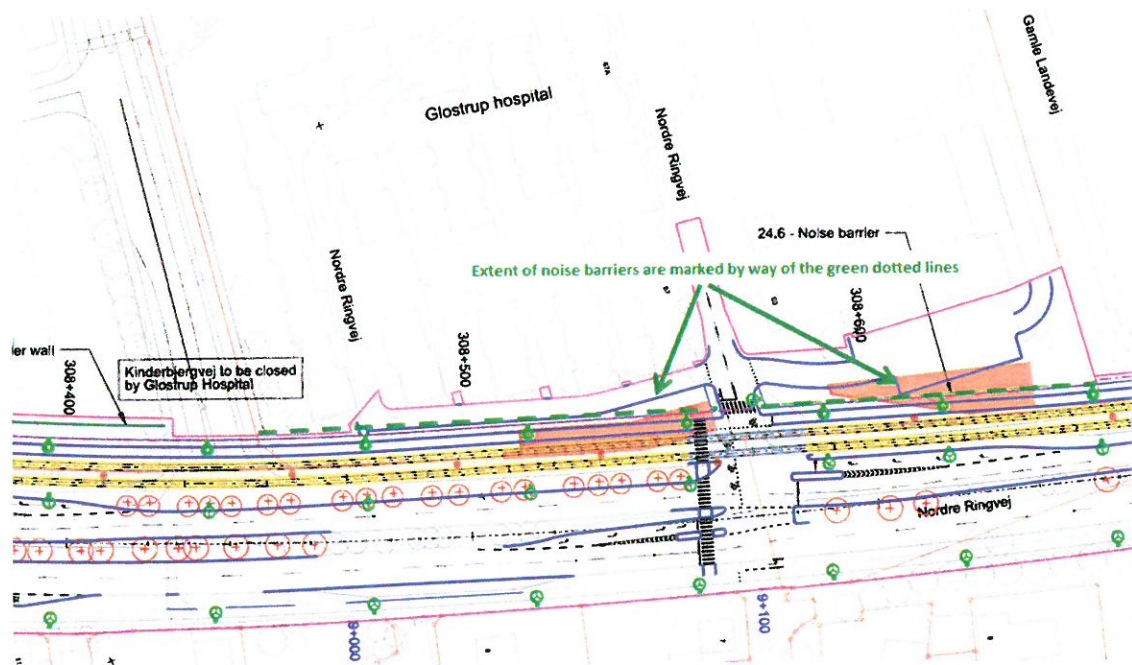 Glostrup hospital
67A
Nordre Ringvej
Gamle Landevej
24.6 - Noise barrier
Nordre Ringvej
Extent of noise barriers are marked by way of the green dotted lines
308+600
308+500
ler wall
308+400
Kinderbjergvej to be closed
by Glostrup Hospital
Nordre Ringvej
9+000
9+100